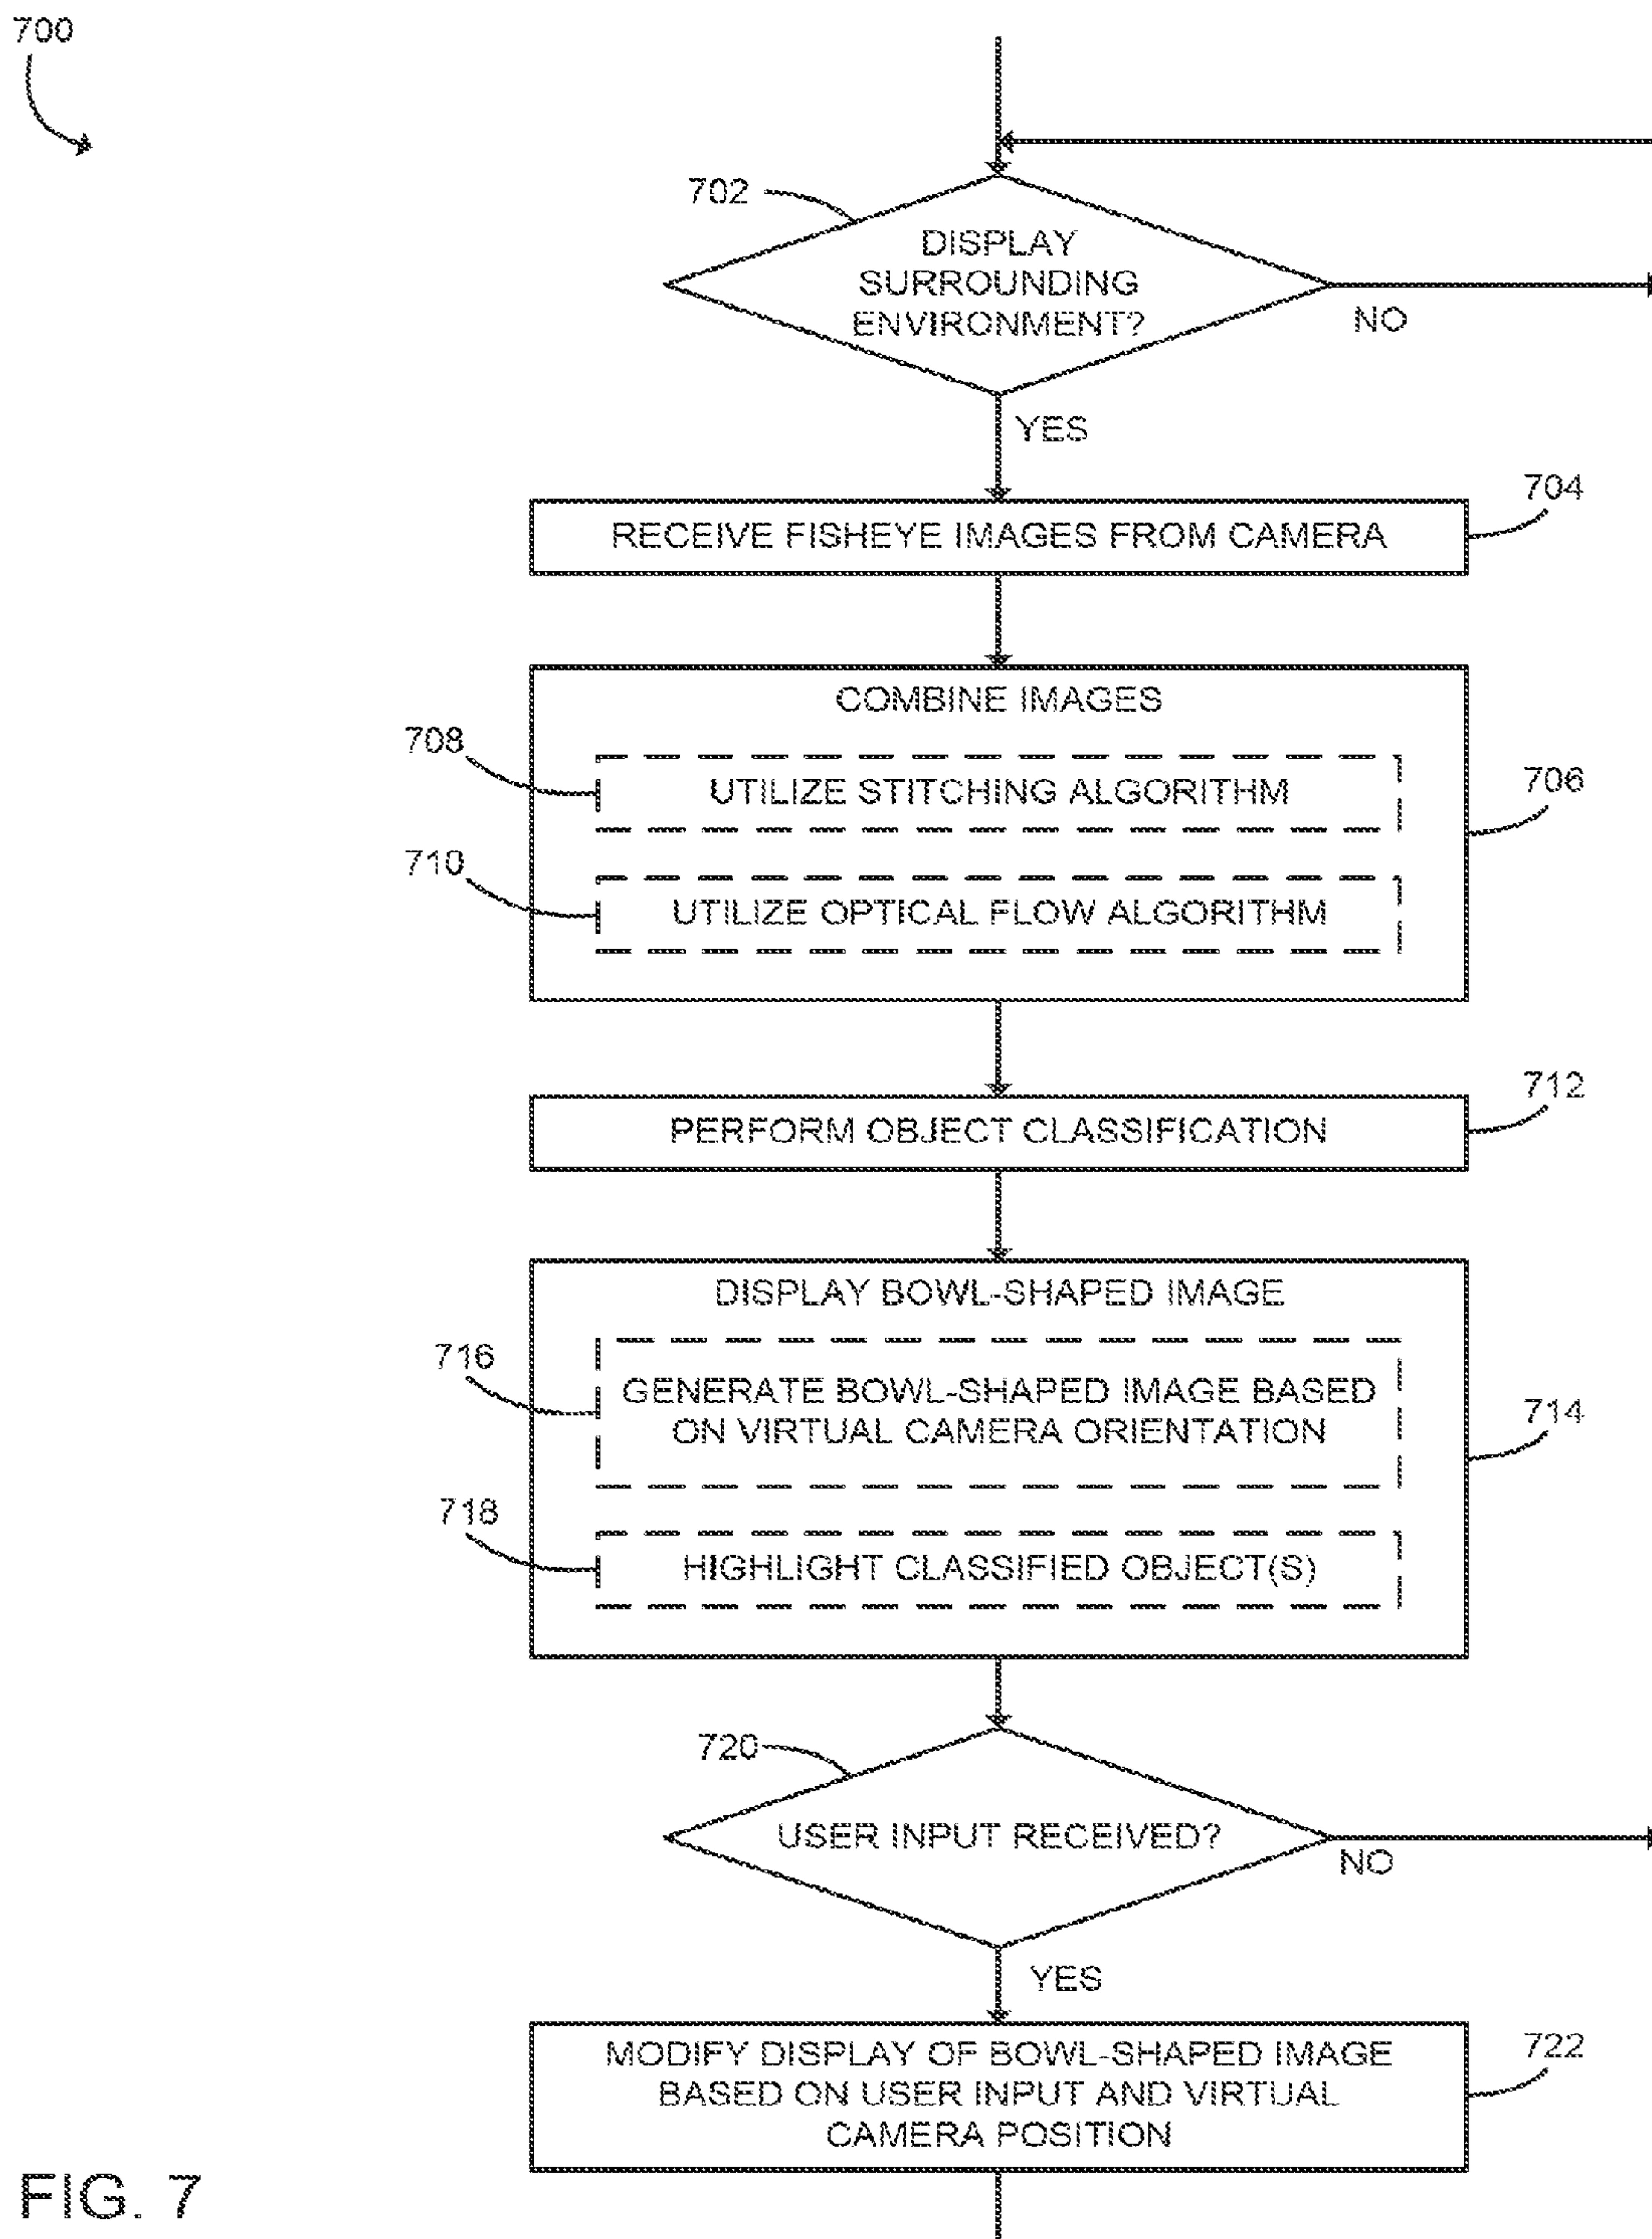 700
702
DISPLAY
SURROUNDING
ENVIRONMENT?
NO
YES
704
RECEIVE FISHEYE IMAGES FROM CAMERA
COMBINE IMAGES
708
UTILIZE STITCHING ALGORITHM
706
710
UTILIZE OPTICAL FLOW ALGORITHM
712
PERFORM OBJECT CLASSIFICATION
DISPLAY BOWL-SHAPED IMAGE
716
GENERATE BOWL-SHAPED IMAGE BASED
ON VIRTUAL CAMERA ORIENTATION
714
718
HIGHLIGHT CLASSIFIED OBJECT(S)
720
USER INPUT RECEIVED?
NO
YES
722
MODIFY DISPLAY OF BOWL-SHAPED IMAGE
BASED ON USER INPUT AND VIRTUAL
CAMERA POSITION
FIG. 7